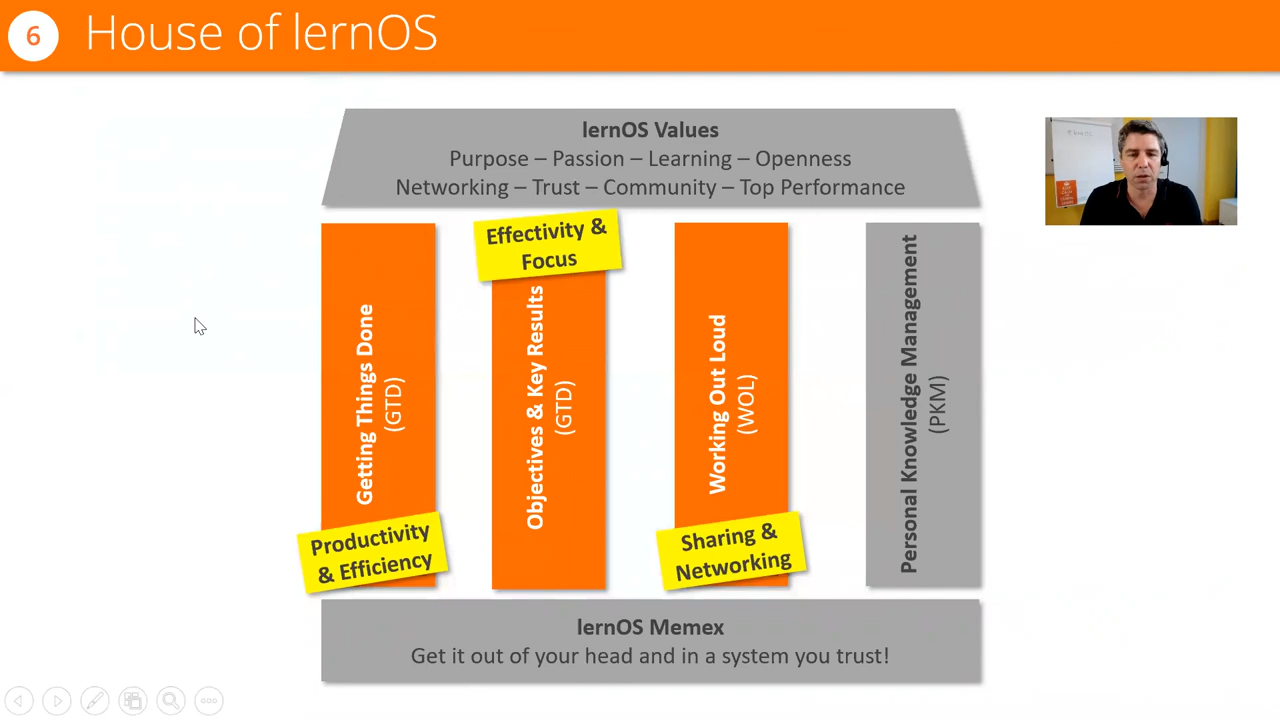 6
House of lernOS
lernOS Values
Purpose – Passion – Learning – Openness
Networking – Trust – Community – Top Performance
Getting Things Done
(GTD)
Productivity
& Efficiency
Effectivity &
Focus
Objectives & Key Results
(GTD)
Working Out Loud
(WOL)
Sharing &
Networking
Personal Knowledge Management
(PKM)
lernOS Memex
Get it out of your head and in a system you trust!